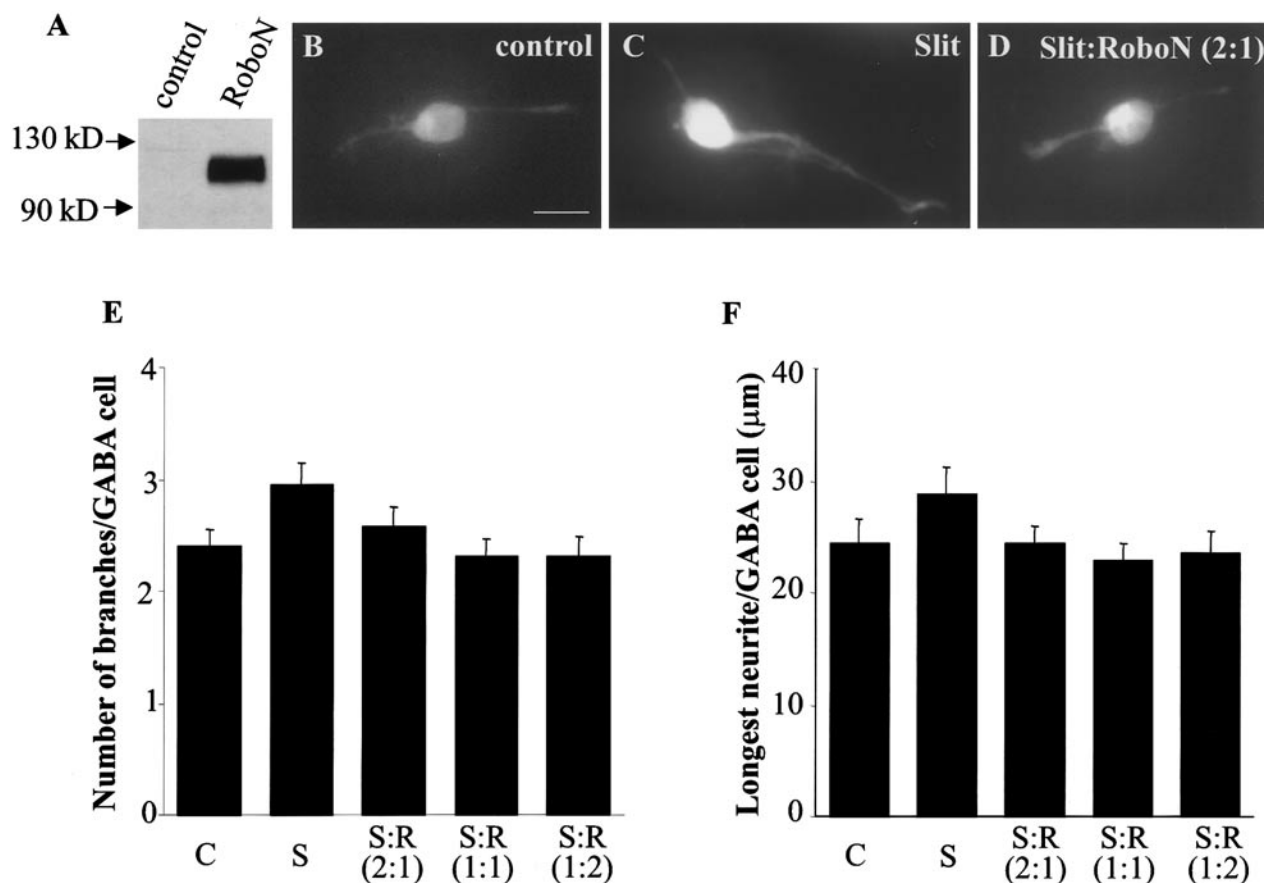 A
control
RoboN
130 kD
90 kD
B
control
C
Slit
D
Slit:RoboN (2:1)
E
Number of branches/GABA cell
4
3
2
1
0
C
S
S:R
(2:1)
S:R
(1:1)
S:R
(1:2)
F
Longest neurite/GABA cell (μm)
40
30
20
10
0
C
S
S:R
(2:1)
S:R
(1:1)
S:R
(1:2)